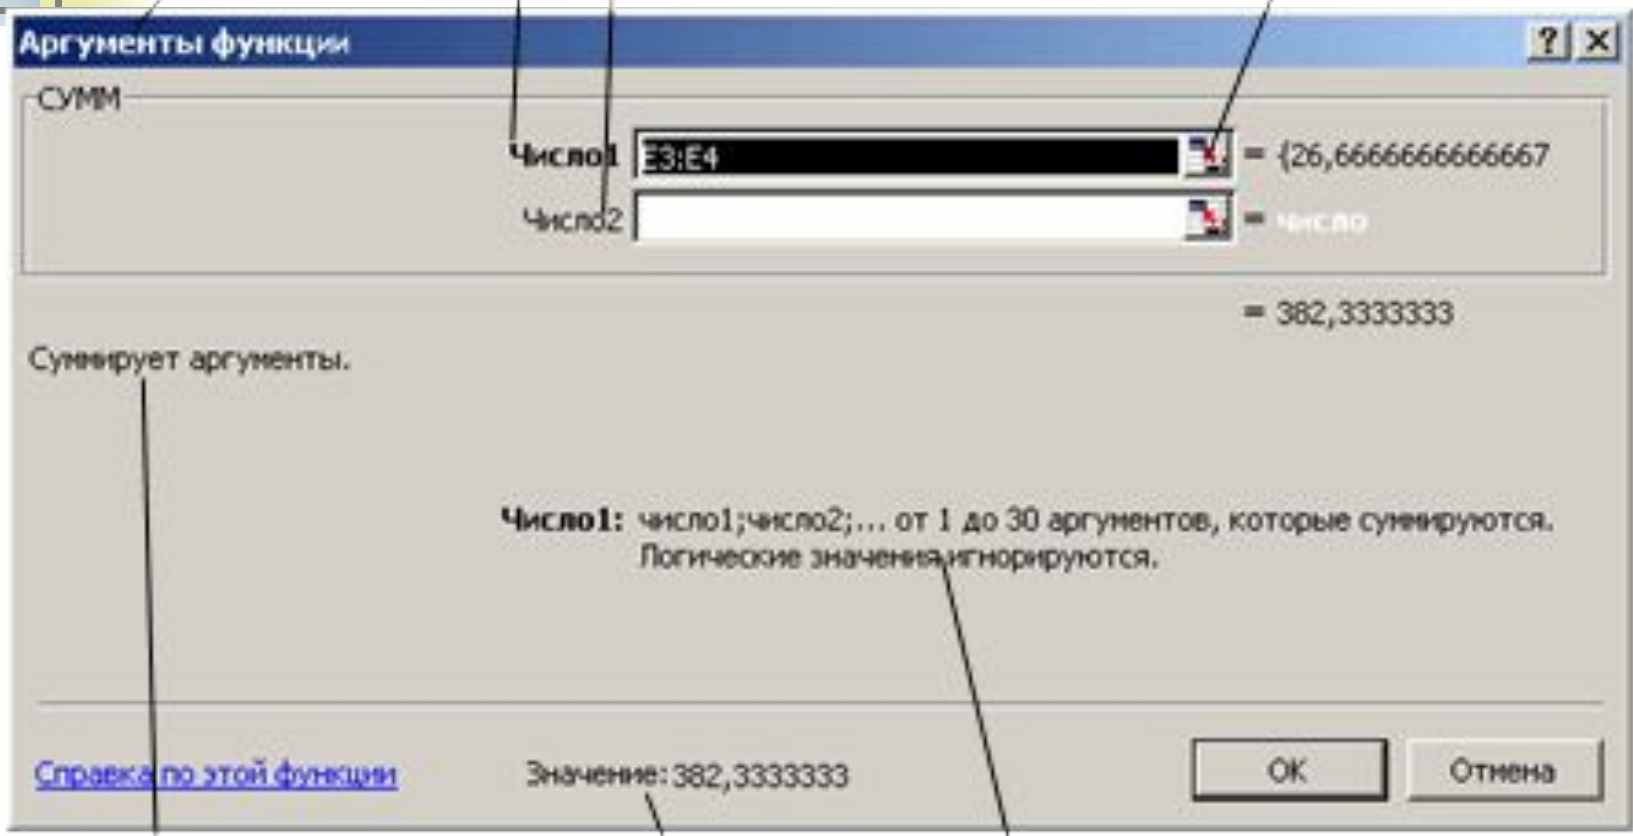 Аргументы функции
СУММ
Число1 E3:E4 = {26,6666666666667
Число2 = число
= 382,3333333
Суммирует аргументы.
Число1: число1;число2;... от 1 до 30 аргументов, которые суммируются.
Логические значения игнорируются.
Справка по этой функции Значение: 382,3333333 OK Отмена